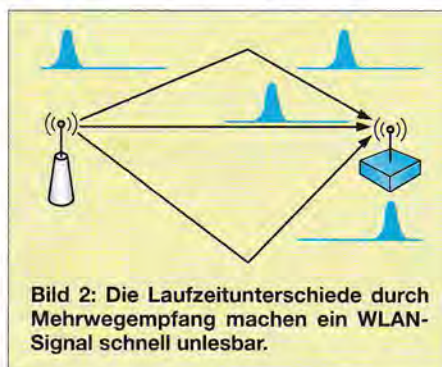 Bild 2: Die Laufzeitunterschiede durch
Mehrwegempfang machen ein WLAN-
Signal schnell unlesbar.